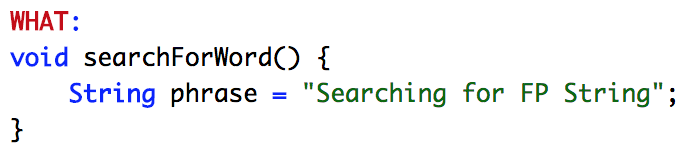 WHAT:
void searchForWord() {
    String phrase = "Searching for FP String";
}